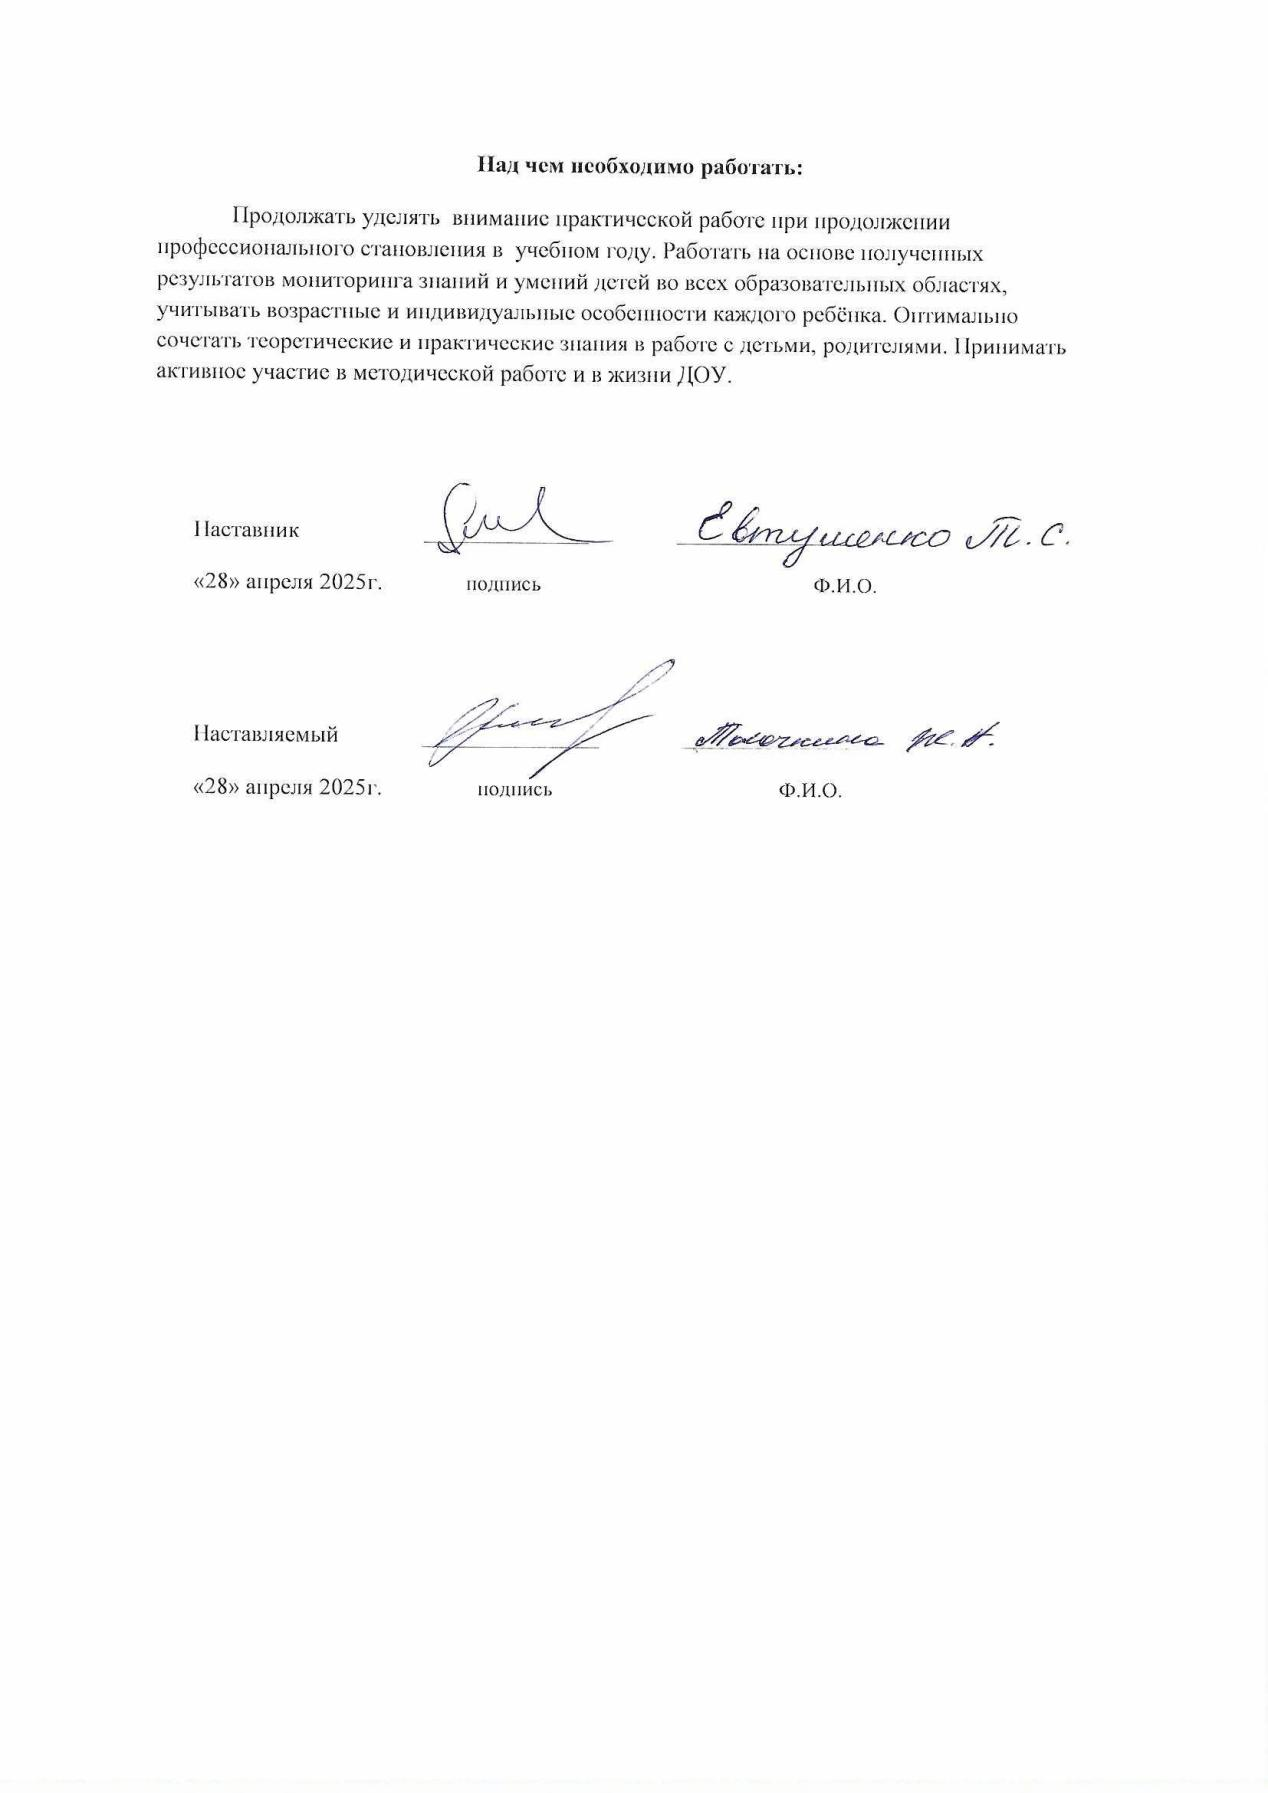 Над чем необходимо работать:
Продолжать уделять внимание практической работе при продолжении
профессионального становления в учебном году. Работать на основе полученных
результатов мониторинга знаний и умений детей во всех образовательных областях,
учитывать возрастные и индивидуальные особенности каждого ребёнка. Оптимально
сочетать теоретические и практические знания в работе с детьми, родителями. Принимать
активное участие в методической работе и в жизни ДОУ.
Наставник Евтушенко Т.С.
«28» апреля 2025г. подпись Ф.И.О.
Наставляемый
«28» апреля 2025г. подпись Ф.И.О.